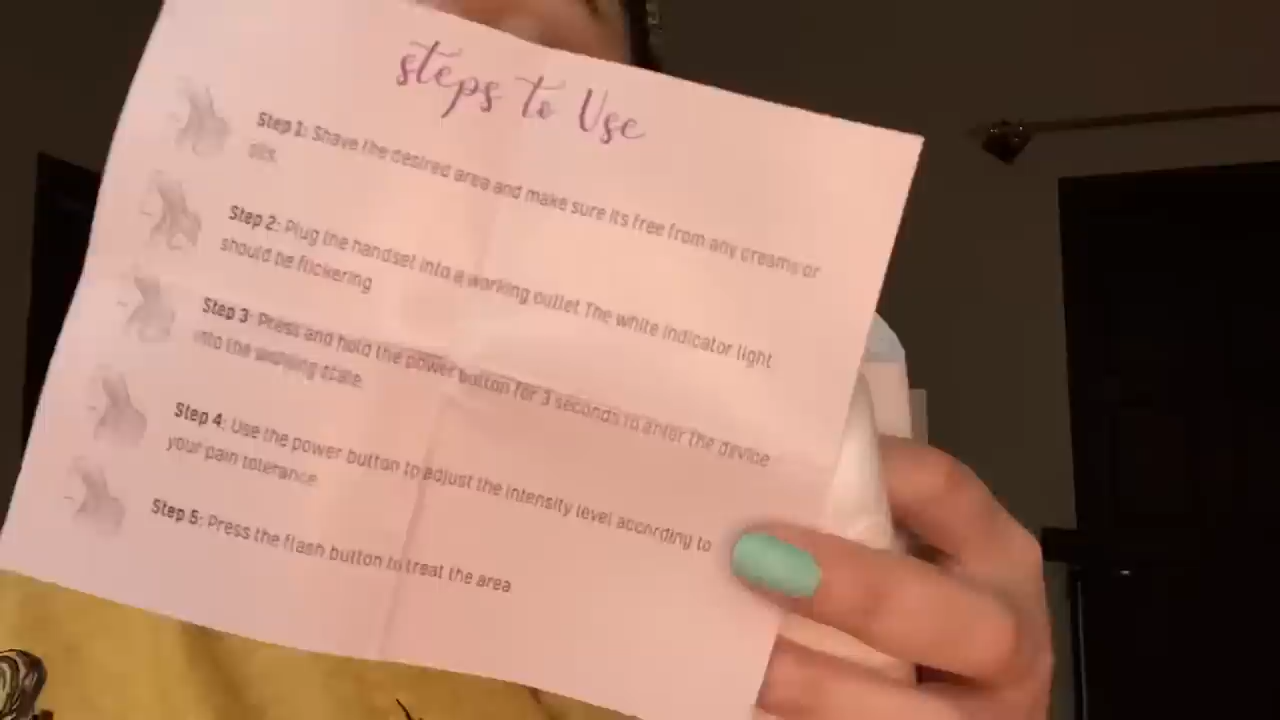 steps to Use
Step 1: Shave the desired area and make sure its free from any creams or
oils.
Step 2: Plug the handset into a working outlet The white indicator light
should be flickering
Step 3: Press and hold the power button for 3 seconds to enter the device
into the working state
Step 4: Use the power button to adjust the intensity level according to
your pain tolerance
Step 5: Press the flash button to treat the area